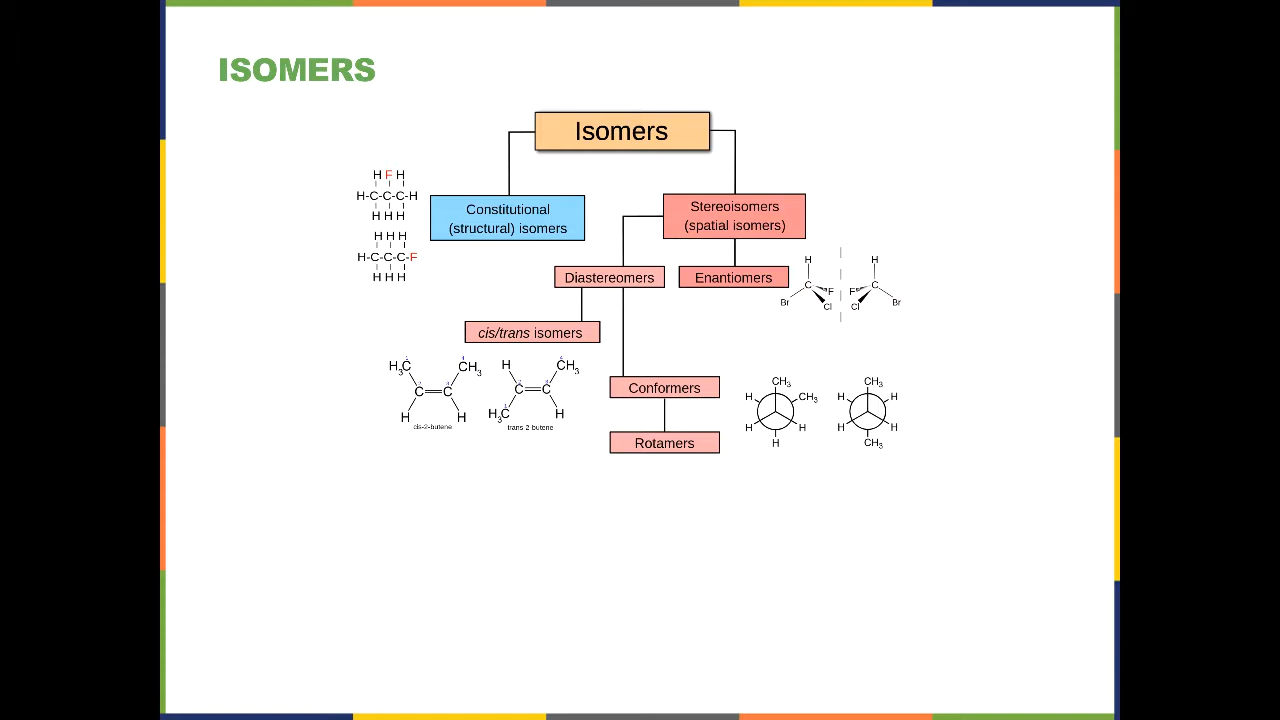 ISOMERS
Isomers
H F H
H-C-C-C-H
H H H
Constitutional
(structural) isomers
Stereoisomers
(spatial isomers)
H H H
H-C-C-C-F
H H H
Diastereomers
Enantiomers
H
C
F
Br
Cl
H
C
F
Cl
Br
cis/trans isomers
H3C
CH3
C=C
H
H
cis-2-butene
H
CH3
C=C
H3C
H
trans 2 butene
Conformers
Rotamers
CH3
H
CH3
H
H
H
CH3
H
H
H
H
CH3